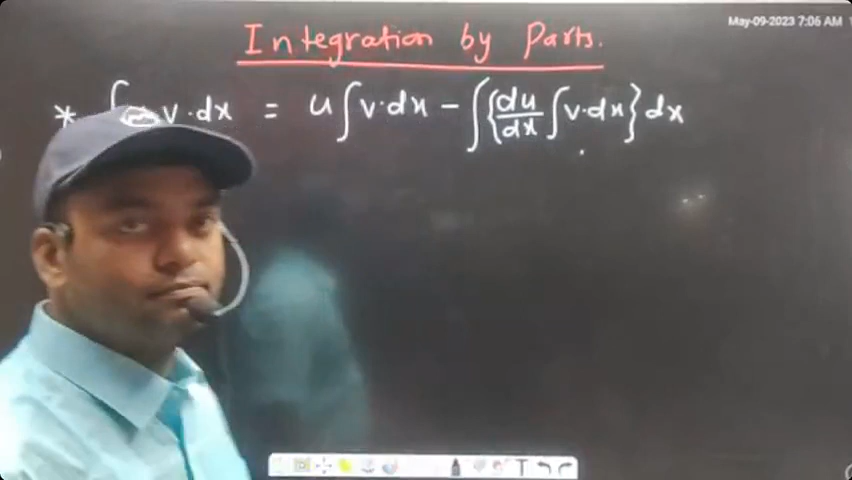 May-09-2023 7:06 AM
Integration by Parts.
* ∫ v·dx = u∫v·dx − ∫{du/dx ∫v·dx}dx
T